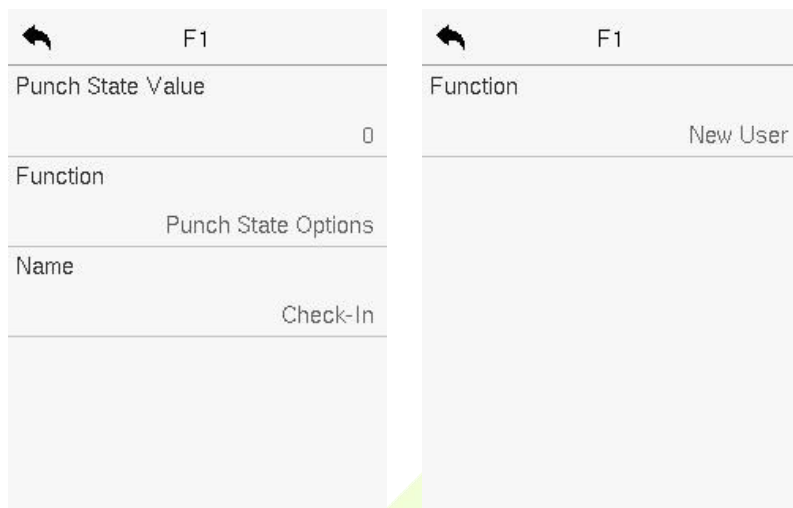 F1
Punch State Value
0
Function
Punch State Options
Name
Check-In
F1
Function
New User